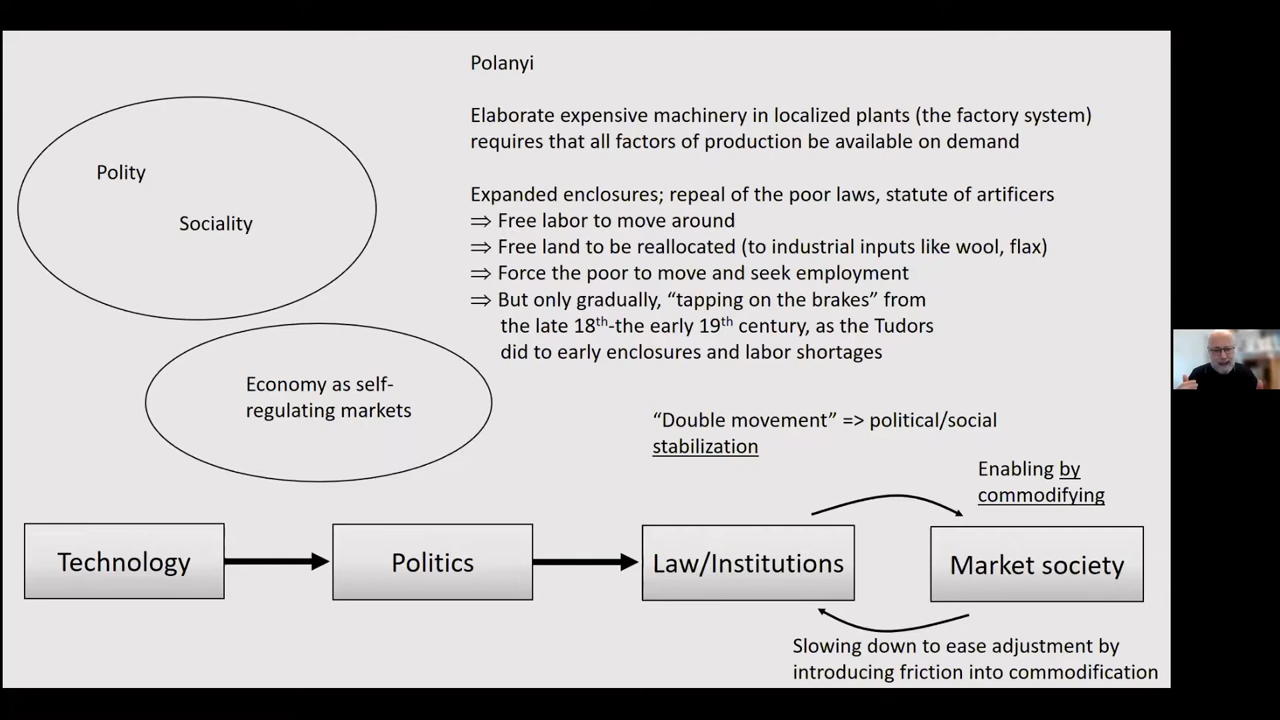 Polanyi
Elaborate expensive machinery in localized plants (the factory system)
requires that all factors of production be available on demand
Expanded enclosures; repeal of the poor laws, statute of artificers
⇒ Free labor to move around
⇒ Free land to be reallocated (to industrial inputs like wool, flax)
⇒ Force the poor to move and seek employment
⇒ But only gradually, “tapping on the brakes” from
the late 18th-the early 19th century, as the Tudors
did to early enclosures and labor shortages
Polity
Sociality
Economy as self-
regulating markets
“Double movement” => political/social
stabilization
Enabling by
commodifying
Technology
Politics
Law/Institutions
Market society
Slowing down to ease adjustment by
introducing friction into commodification